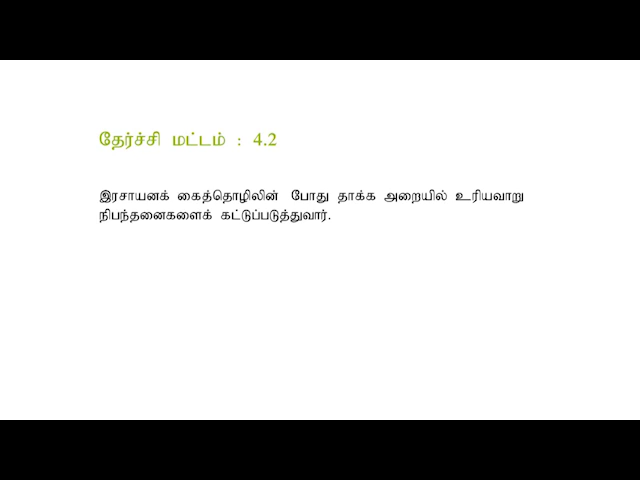 தேர்ச்சி மட்டம் : 4.2
இரசாயனக் கைத்தொழிலின் போது தாக்க அறையில் உரியவாறு
நிபந்தனைகளைக் கட்டுப்படுத்துவார்.